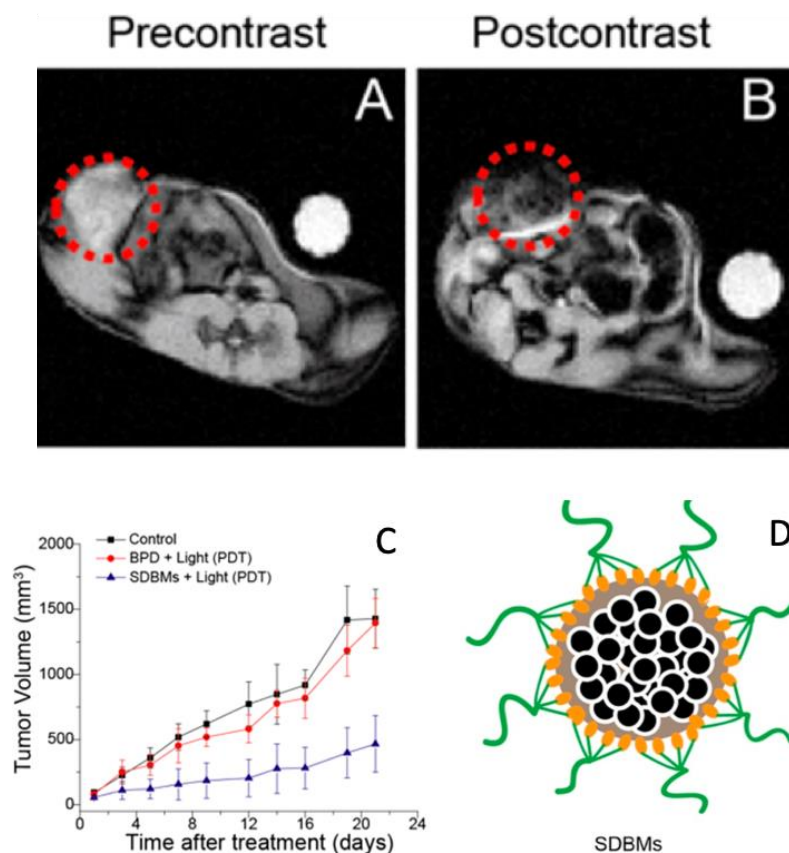 Precontrast
Postcontrast
A
B
C
Control
BPD + Light (PDT)
SDBMs + Light (PDT)
Tumor Volume (mm³)
2000
1500
1000
500
0
0
4
8
12
16
20
24
Time after treatment (days)
D
SDBMs